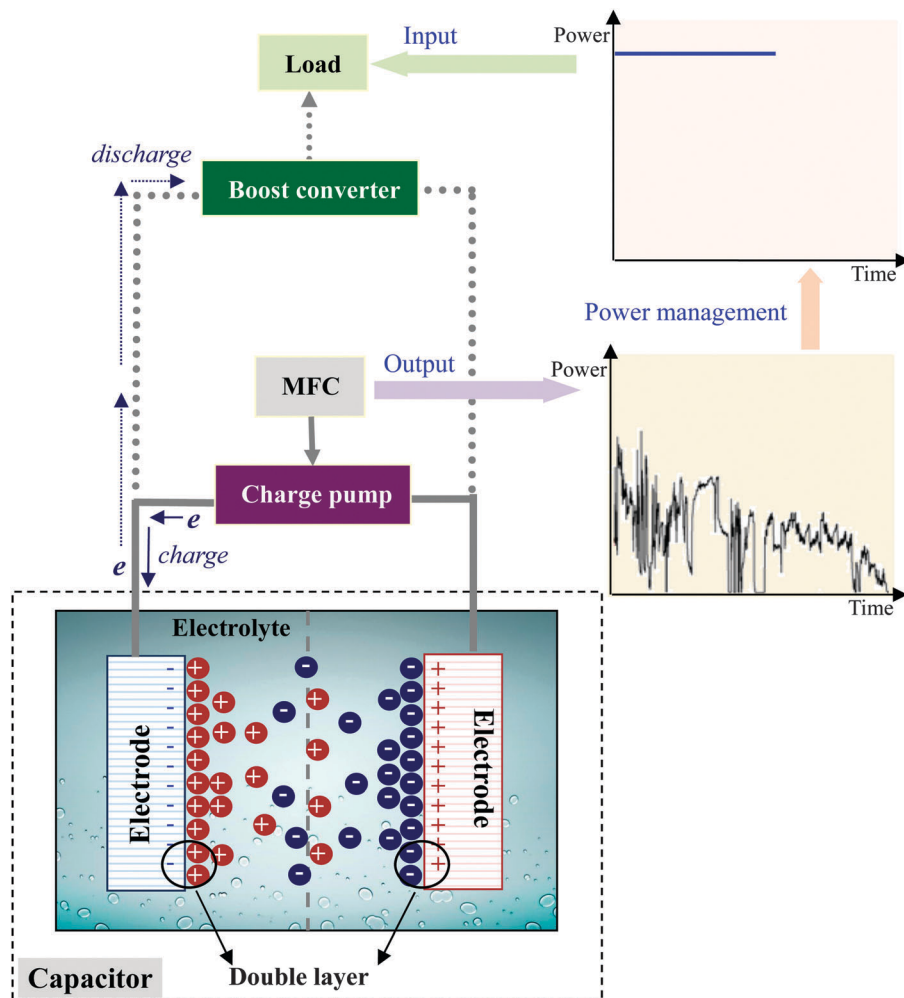 Input
Power
Load
discharge
Boost converter
Time
Power management
Output
Power
MFC
Charge pump
e
charge
e
Time
Electrolyte
Electrode
Electrode
Double layer
Capacitor